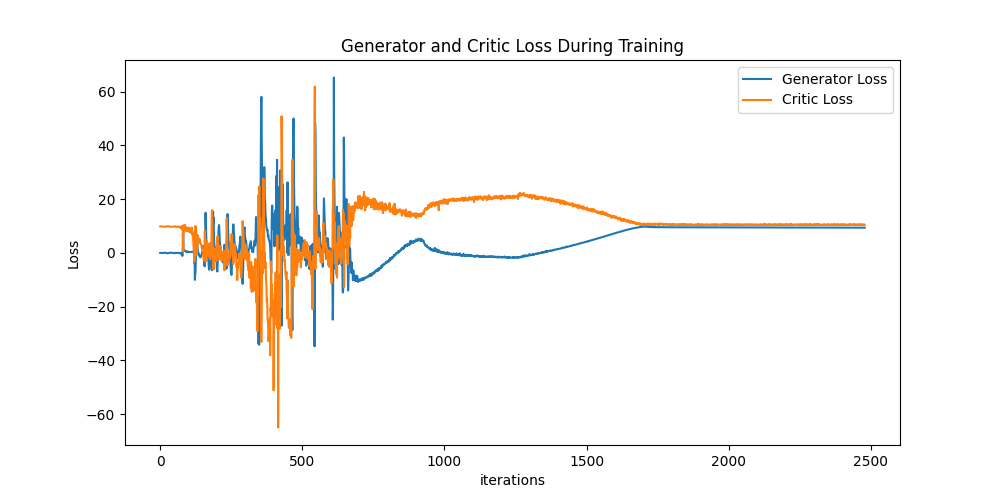 Generator and Critic Loss During Training
Generator Loss
Critic Loss
60
40
20
0
−20
−40
−60
Loss
0
500
1000
1500
2000
2500
iterations